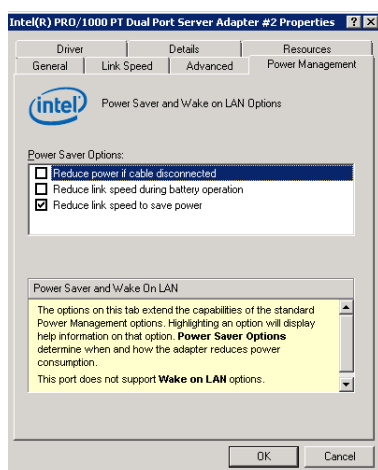 Intel(R) PRO/1000 PT Dual Port Server Adapter #2 Properties
Driver Details Resources
General Link Speed Advanced Power Management
intel Power Saver and Wake on LAN Options
Power Saver Options:
Reduce power if cable disconnected
Reduce link speed during battery operation
Reduce link speed to save power
Power Saver and Wake On LAN
The options on this tab extend the capabilities of the standard
Power Management options. Highlighting an option will display
help information on that option. Power Saver Options
determine when and how the adapter reduces power
consumption.
This port does not support Wake on LAN options.
OK Cancel